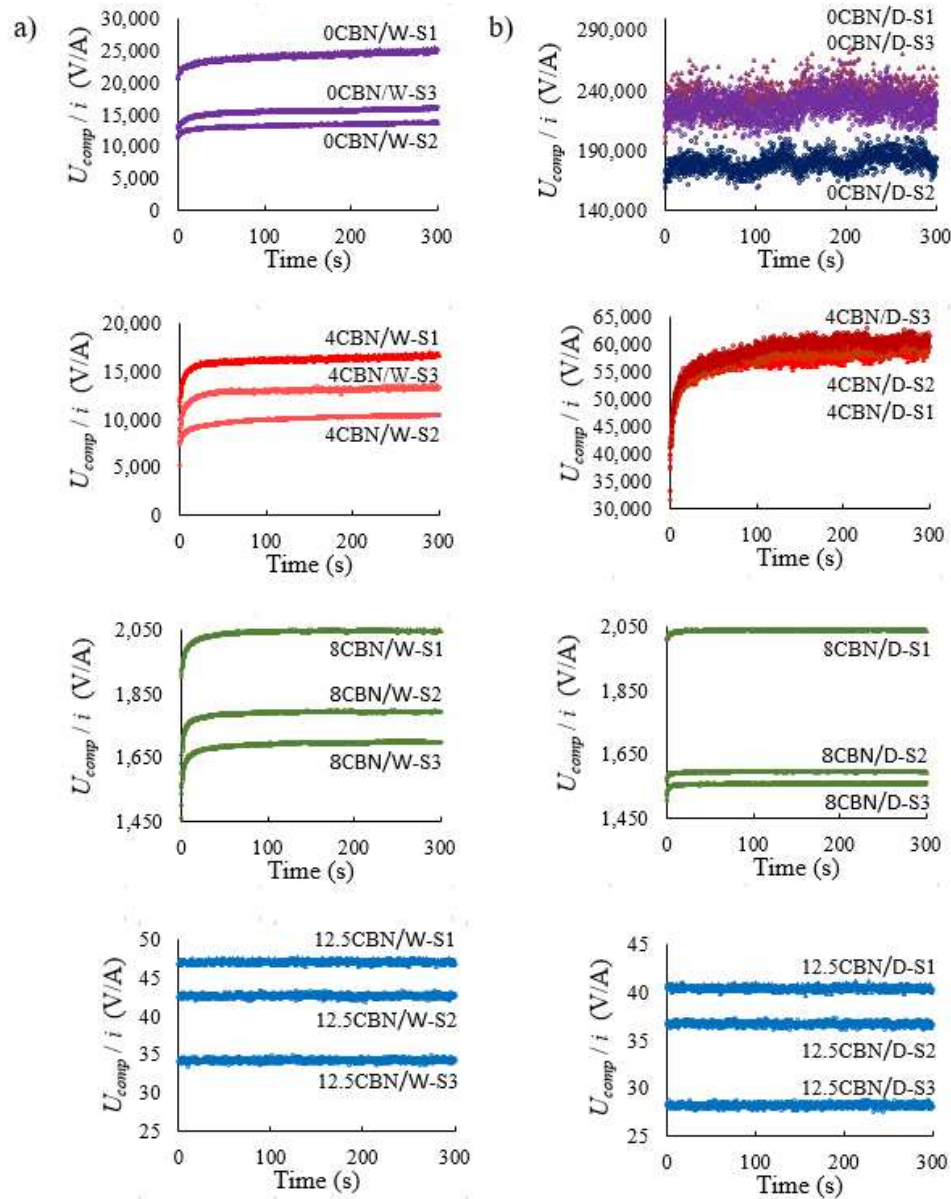 a)
U_comp / i (V/A)
30,000
25,000
20,000
15,000
10,000
5,000
0
0CBN/W-S1
0CBN/W-S3
0CBN/W-S2
0 100 200 300
Time (s)
b)
U_comp / i (V/A)
290,000
240,000
190,000
140,000
0CBN/D-S1
0CBN/D-S3
0CBN/D-S2
0 100 200 300
Time (s)
U_comp / i (V/A)
20,000
15,000
10,000
5,000
0
4CBN/W-S1
4CBN/W-S3
4CBN/W-S2
0 100 200 300
Time (s)
U_comp / i (V/A)
65,000
60,000
55,000
50,000
45,000
40,000
35,000
30,000
4CBN/D-S3
4CBN/D-S2
4CBN/D-S1
0 100 200 300
Time (s)
U_comp / i (V/A)
2,050
1,850
1,650
1,450
8CBN/W-S1
8CBN/W-S2
8CBN/W-S3
0 100 200 300
Time (s)
U_comp / i (V/A)
2,050
1,850
1,650
1,450
8CBN/D-S1
8CBN/D-S2
8CBN/D-S3
0 100 200 300
Time (s)
U_comp / i (V/A)
50
45
40
35
30
25
12.5CBN/W-S1
12.5CBN/W-S2
12.5CBN/W-S3
0 100 200 300
Time (s)
U_comp / i (V/A)
45
40
35
30
25
12.5CBN/D-S1
12.5CBN/D-S2
12.5CBN/D-S3
0 100 200 300
Time (s)